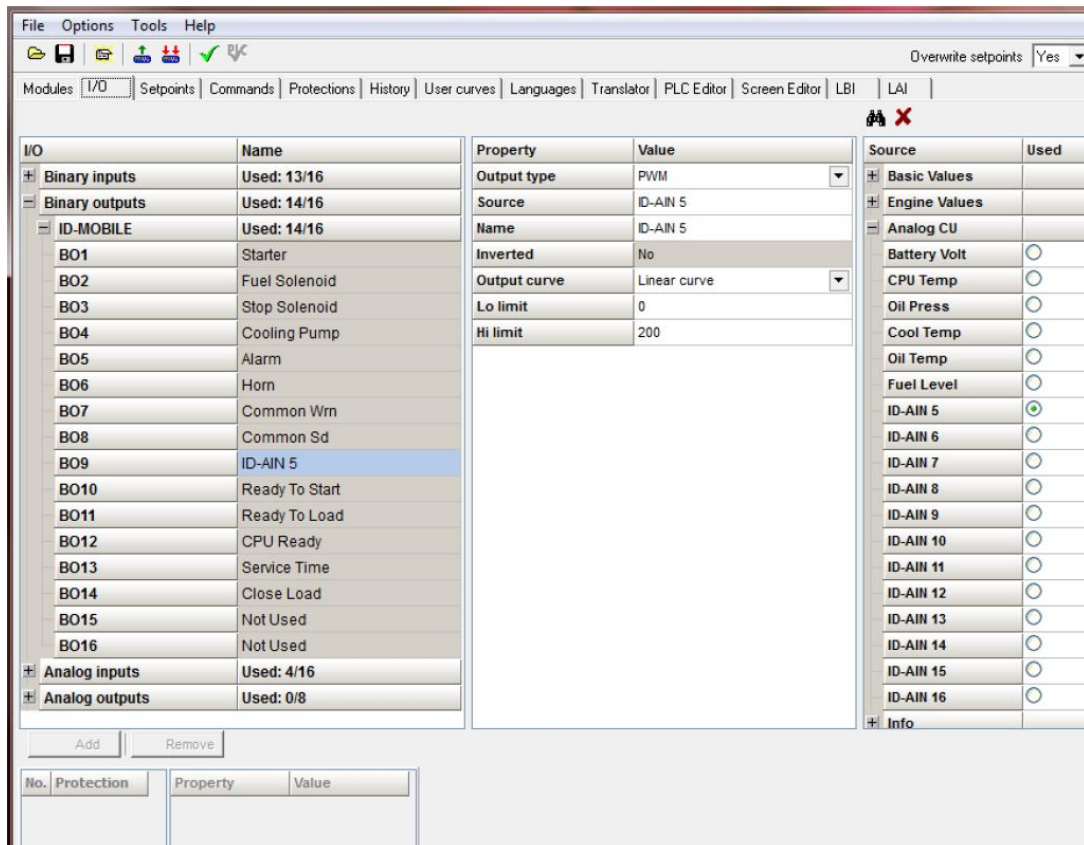 File Options Tools Help
Overwrite setpoints Yes
Modules I/O Setpoints Commands Protections History User curves Languages Translator PLC Editor Screen Editor LBI LAI
I/O Name
Binary inputs Used: 13/16
Binary outputs Used: 14/16
ID-MOBILE Used: 14/16
BO1 Starter
BO2 Fuel Solenoid
BO3 Stop Solenoid
BO4 Cooling Pump
BO5 Alarm
BO6 Horn
BO7 Common Wrn
BO8 Common Sd
BO9 ID-AIN 5
BO10 Ready To Start
BO11 Ready To Load
BO12 CPU Ready
BO13 Service Time
BO14 Close Load
BO15 Not Used
BO16 Not Used
Analog inputs Used: 4/16
Analog outputs Used: 0/8
Property Value
Output type PWM
Source ID-AIN 5
Name ID-AIN 5
Inverted No
Output curve Linear curve
Lo limit 0
Hi limit 200
Source Used
Basic Values
Engine Values
Analog CU
Battery Volt
CPU Temp
Oil Press
Cool Temp
Oil Temp
Fuel Level
ID-AIN 5
ID-AIN 6
ID-AIN 7
ID-AIN 8
ID-AIN 9
ID-AIN 10
ID-AIN 11
ID-AIN 12
ID-AIN 13
ID-AIN 14
ID-AIN 15
ID-AIN 16
Info
Add Remove
No. Protection Property Value